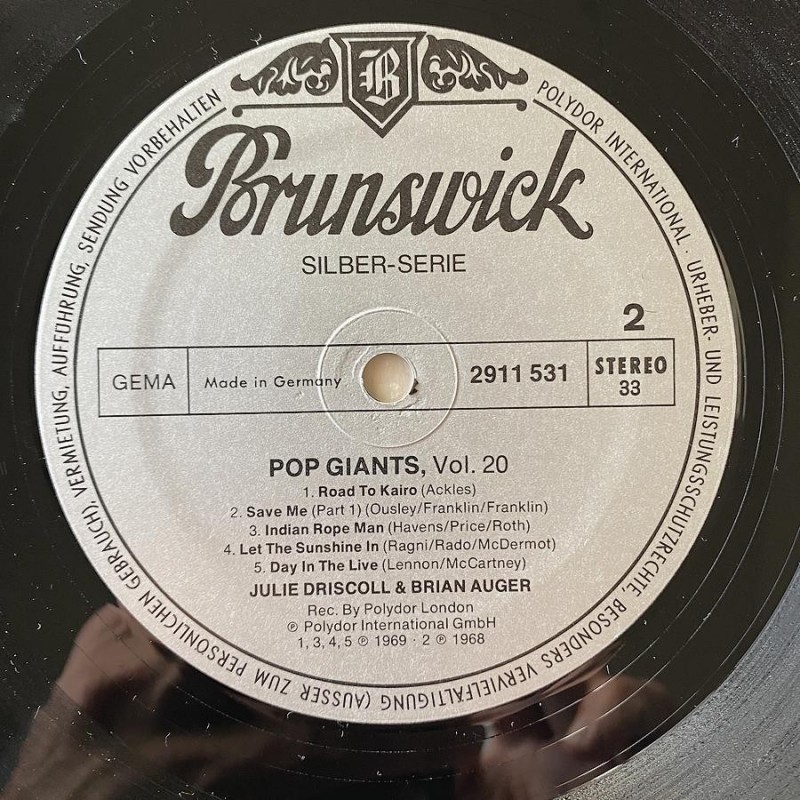 B
Brunswick
SILBER-SERIE
2
GEMA
Made in Germany
2911 531
STEREO
33
POP GIANTS, Vol. 20
1. Road To Kairo (Ackles)
2. Save Me (Part 1) (Ousley/Franklin/Franklin)
3. Indian Rope Man (Havens/Price/Roth)
4. Let The Sunshine In (Ragni/Rado/McDermot)
5. Day In The Live (Lennon/McCartney)
JULIE DRISCOLL & BRIAN AUGER
Rec. By Polydor London
℗ Polydor International GmbH
1, 3, 4, 5 ℗ 1969 · 2 ℗ 1968
POLYDOR INTERNATIONAL · URHEBER- UND LEISTUNGSSCHUTZRECHTE, BESONDERS VERVIELFÄLTIGUNG (AUSSER ZUM PERSÖNLICHEN GEBRAUCH), VERMIETUNG, AUFFÜHRUNG, SENDUNG VORBEHALTEN